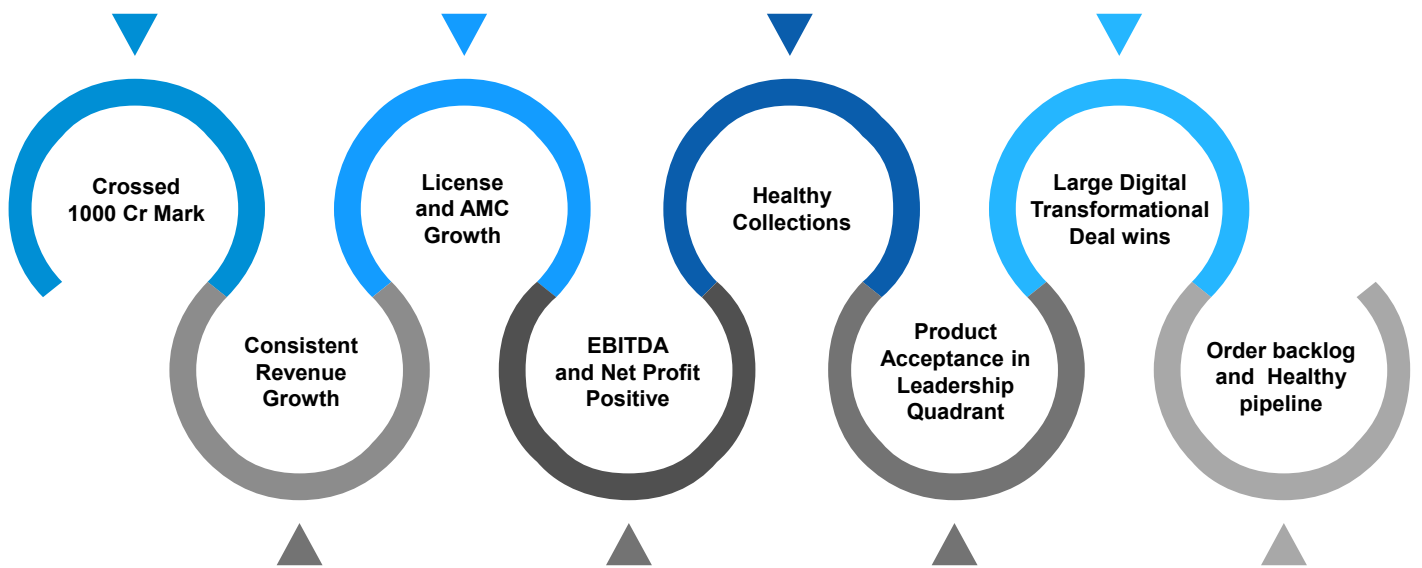 Crossed
1000 Cr Mark
Consistent
Revenue
Growth
License
and AMC
Growth
EBITDA
and Net Profit
Positive
Healthy
Collections
Product
Acceptance in
Leadership
Quadrant
Large Digital
Transformational
Deal wins
Order backlog
and  Healthy
pipeline